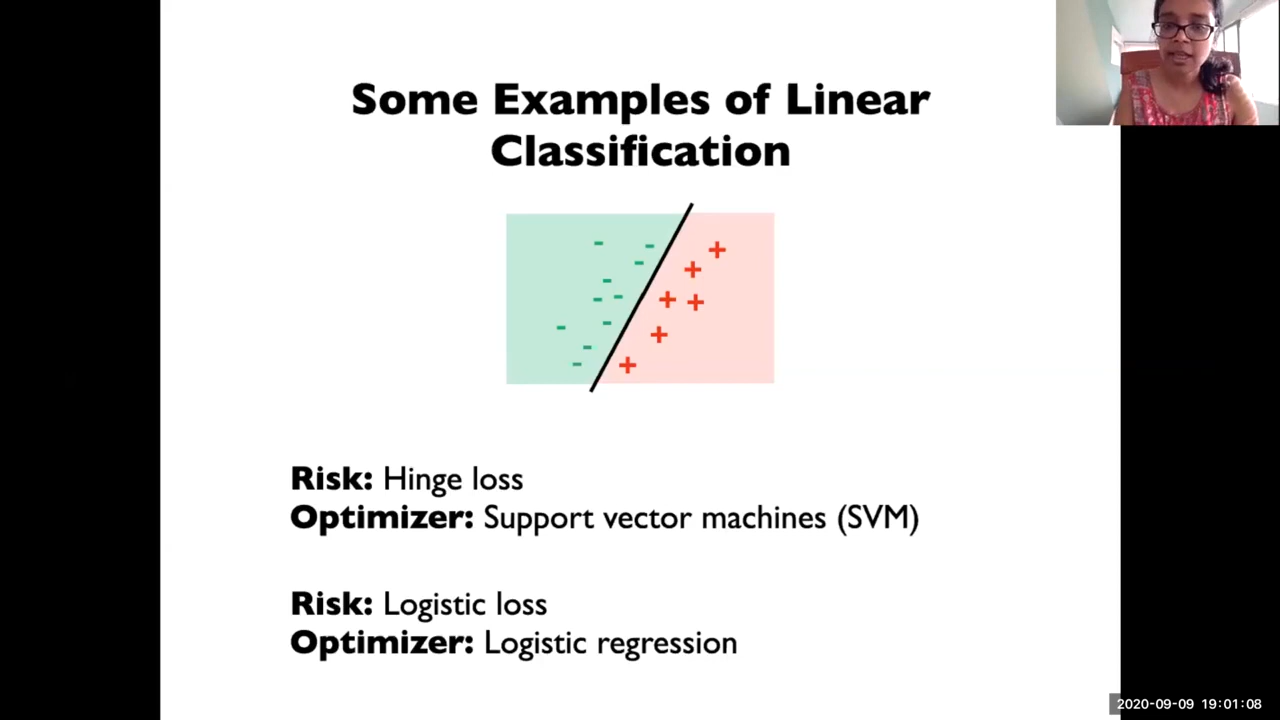 Some Examples of Linear
Classification
Risk: Hinge loss
Optimizer: Support vector machines (SVM)
Risk: Logistic loss
Optimizer: Logistic regression
2020-09-09 19:01:08